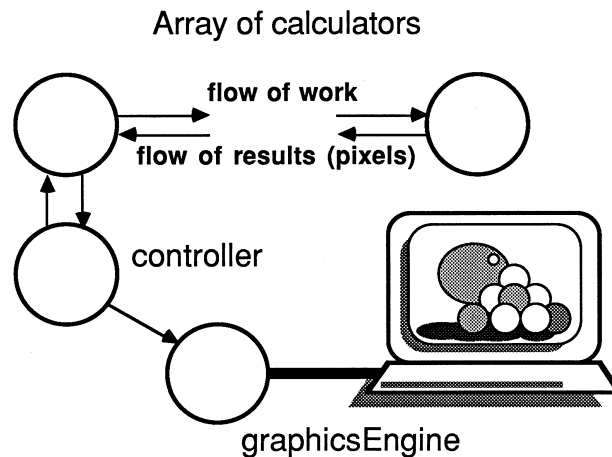 Array of calculators
flow of work
flow of results (pixels)
controller
graphicsEngine